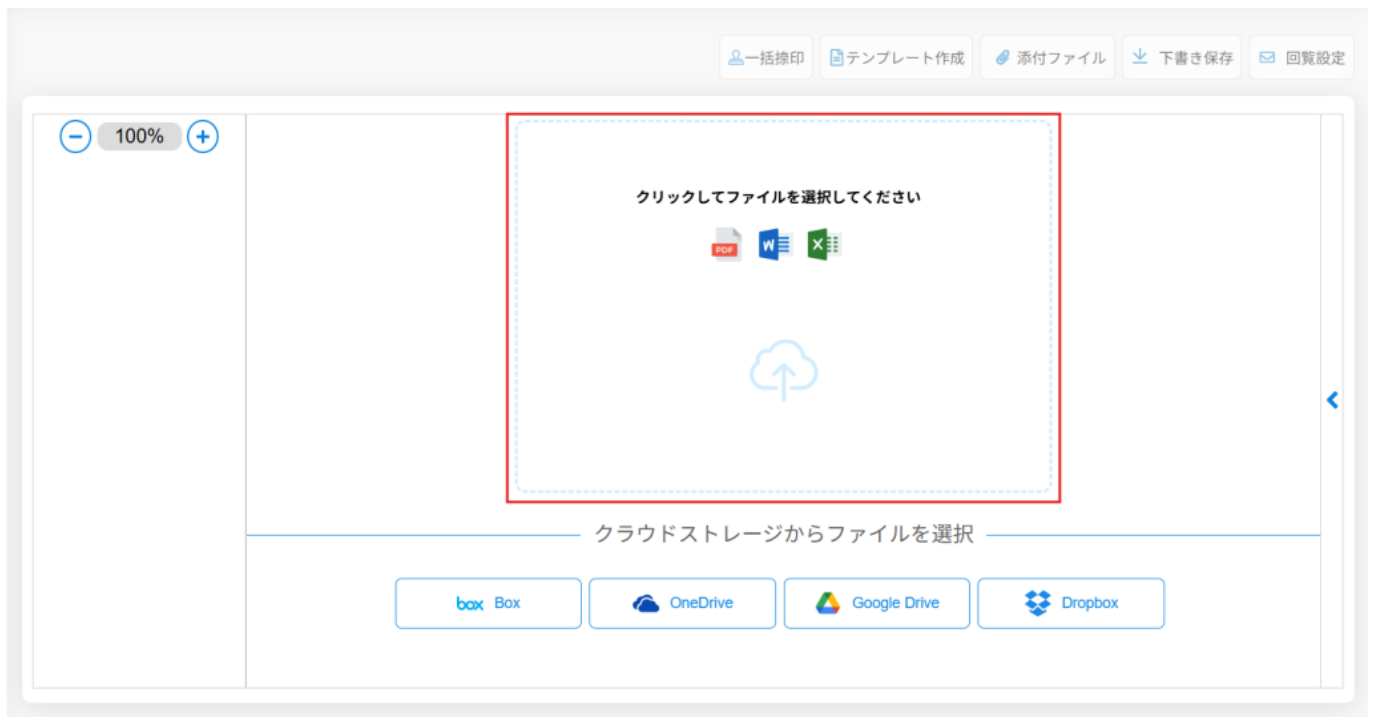 一括捺印 テンプレート作成 添付ファイル 下書き保存 回覧設定
100%
クリックしてファイルを選択してください
PDF W X
クラウドストレージからファイルを選択
box Box OneDrive Google Drive Dropbox